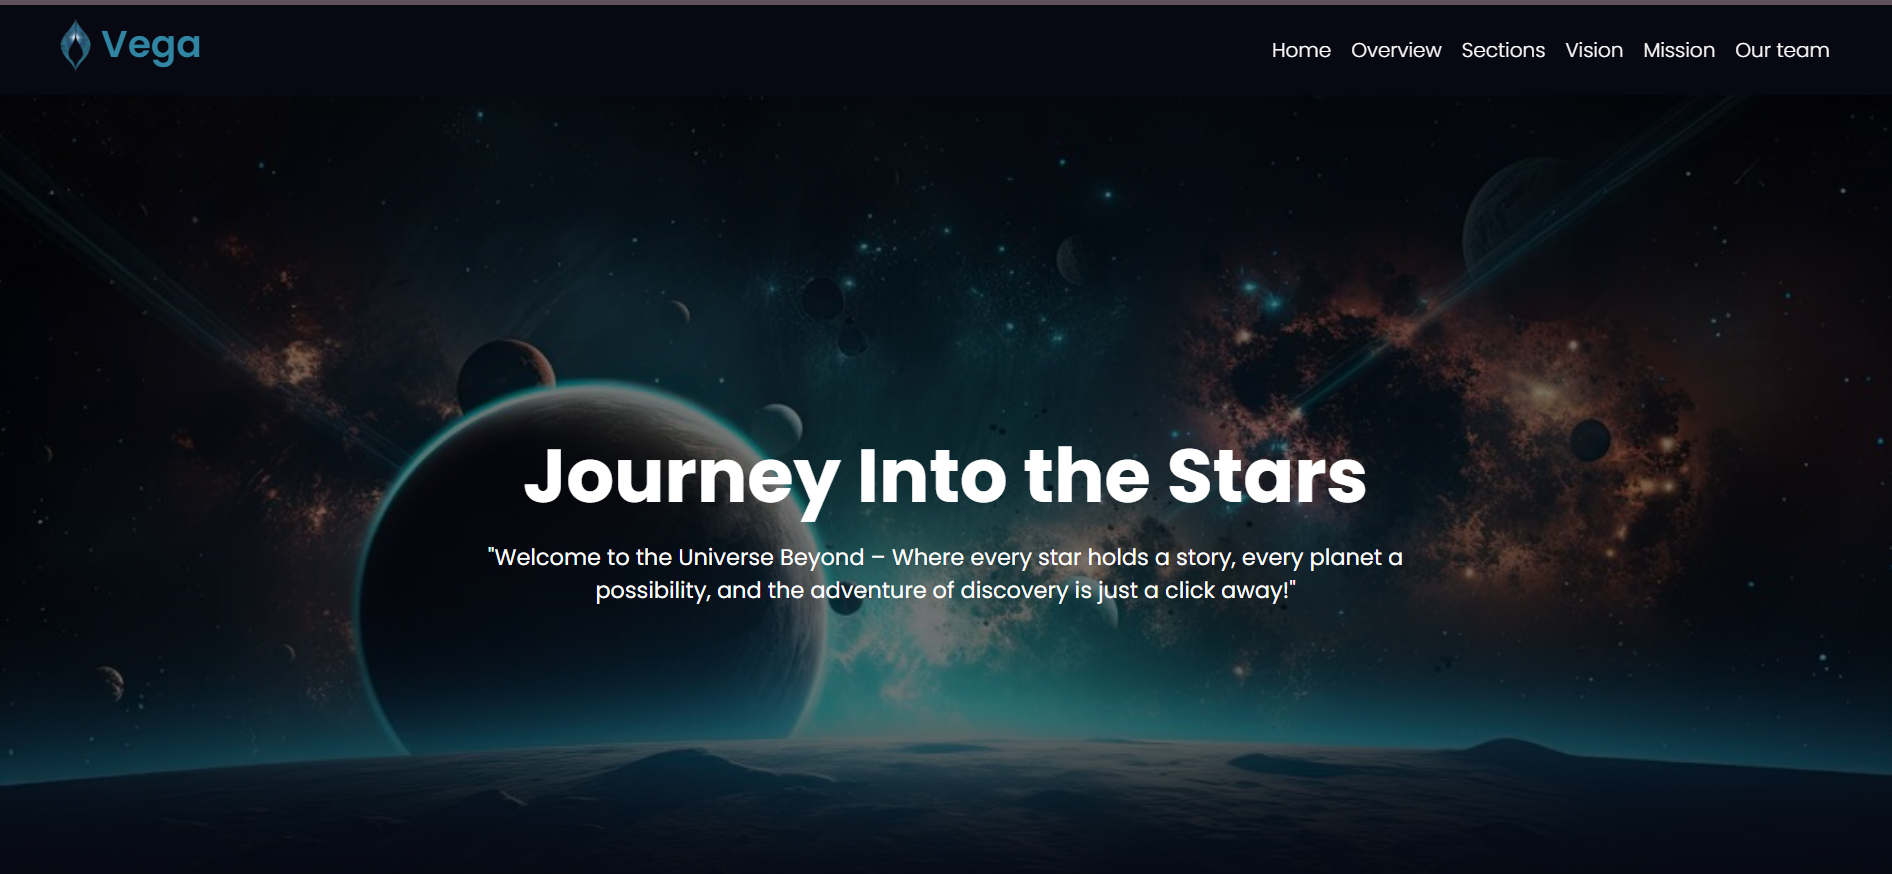 Vega
Home Overview Sections Vision Mission Our team
Journey Into the Stars
"Welcome to the Universe Beyond – Where every star holds a story, every planet a
possibility, and the adventure of discovery is just a click away!"